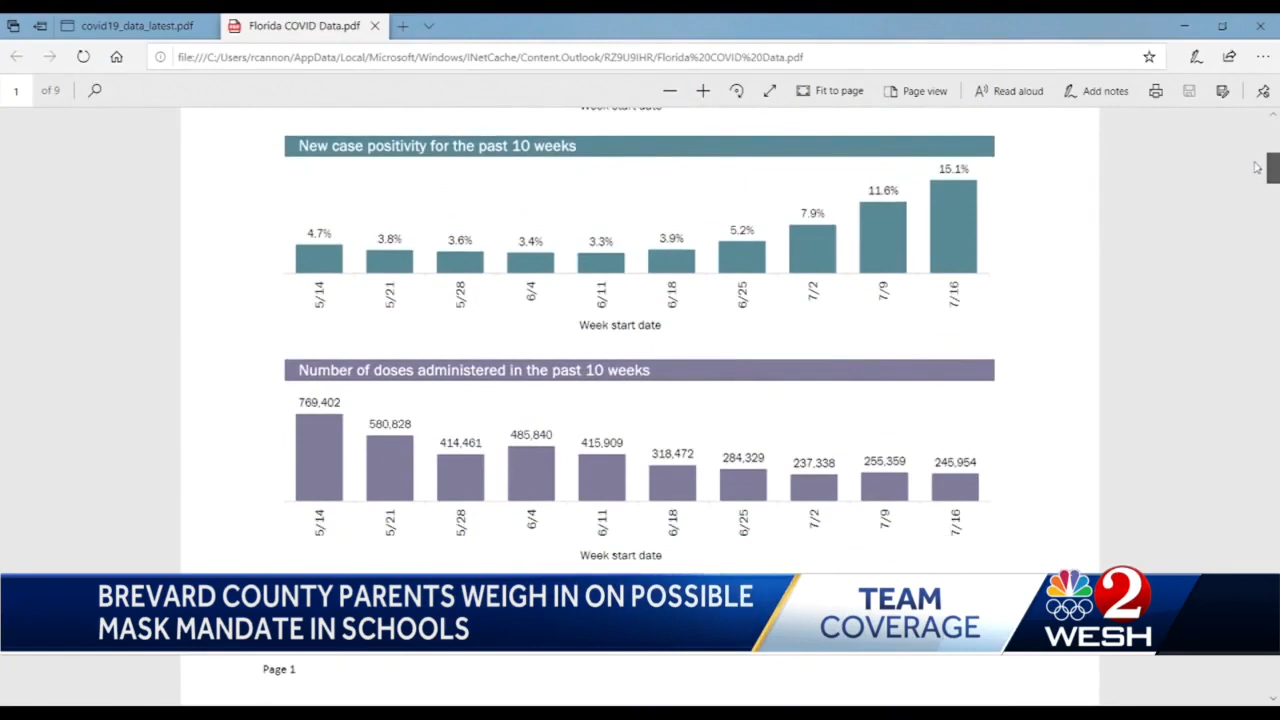 covid19_data_latest.pdf
Florida COVID Data.pdf
file:///C:/Users/rcannon/AppData/Local/Microsoft/Windows/INetCache/Content.Outlook/RZ9U9IHR/Florida%20COVID%20Data.pdf
1 of 9
Fit to page
Page view
Read aloud
Add notes
Week start date
New case positivity for the past 10 weeks
4.7% 3.8% 3.6% 3.4% 3.3% 3.9% 5.2% 7.9% 11.6% 15.1%
5/14 5/21 5/28 6/4 6/11 6/18 6/25 7/2 7/9 7/16
Week start date
Number of doses administered in the past 10 weeks
769,402 580,828 414,461 485,840 415,909 318,472 284,329 237,338 255,359 245,954
5/14 5/21 5/28 6/4 6/11 6/18 6/25 7/2 7/9 7/16
Week start date
BREVARD COUNTY PARENTS WEIGH IN ON POSSIBLE
MASK MANDATE IN SCHOOLS
TEAM
COVERAGE
2
WESH
Page 1